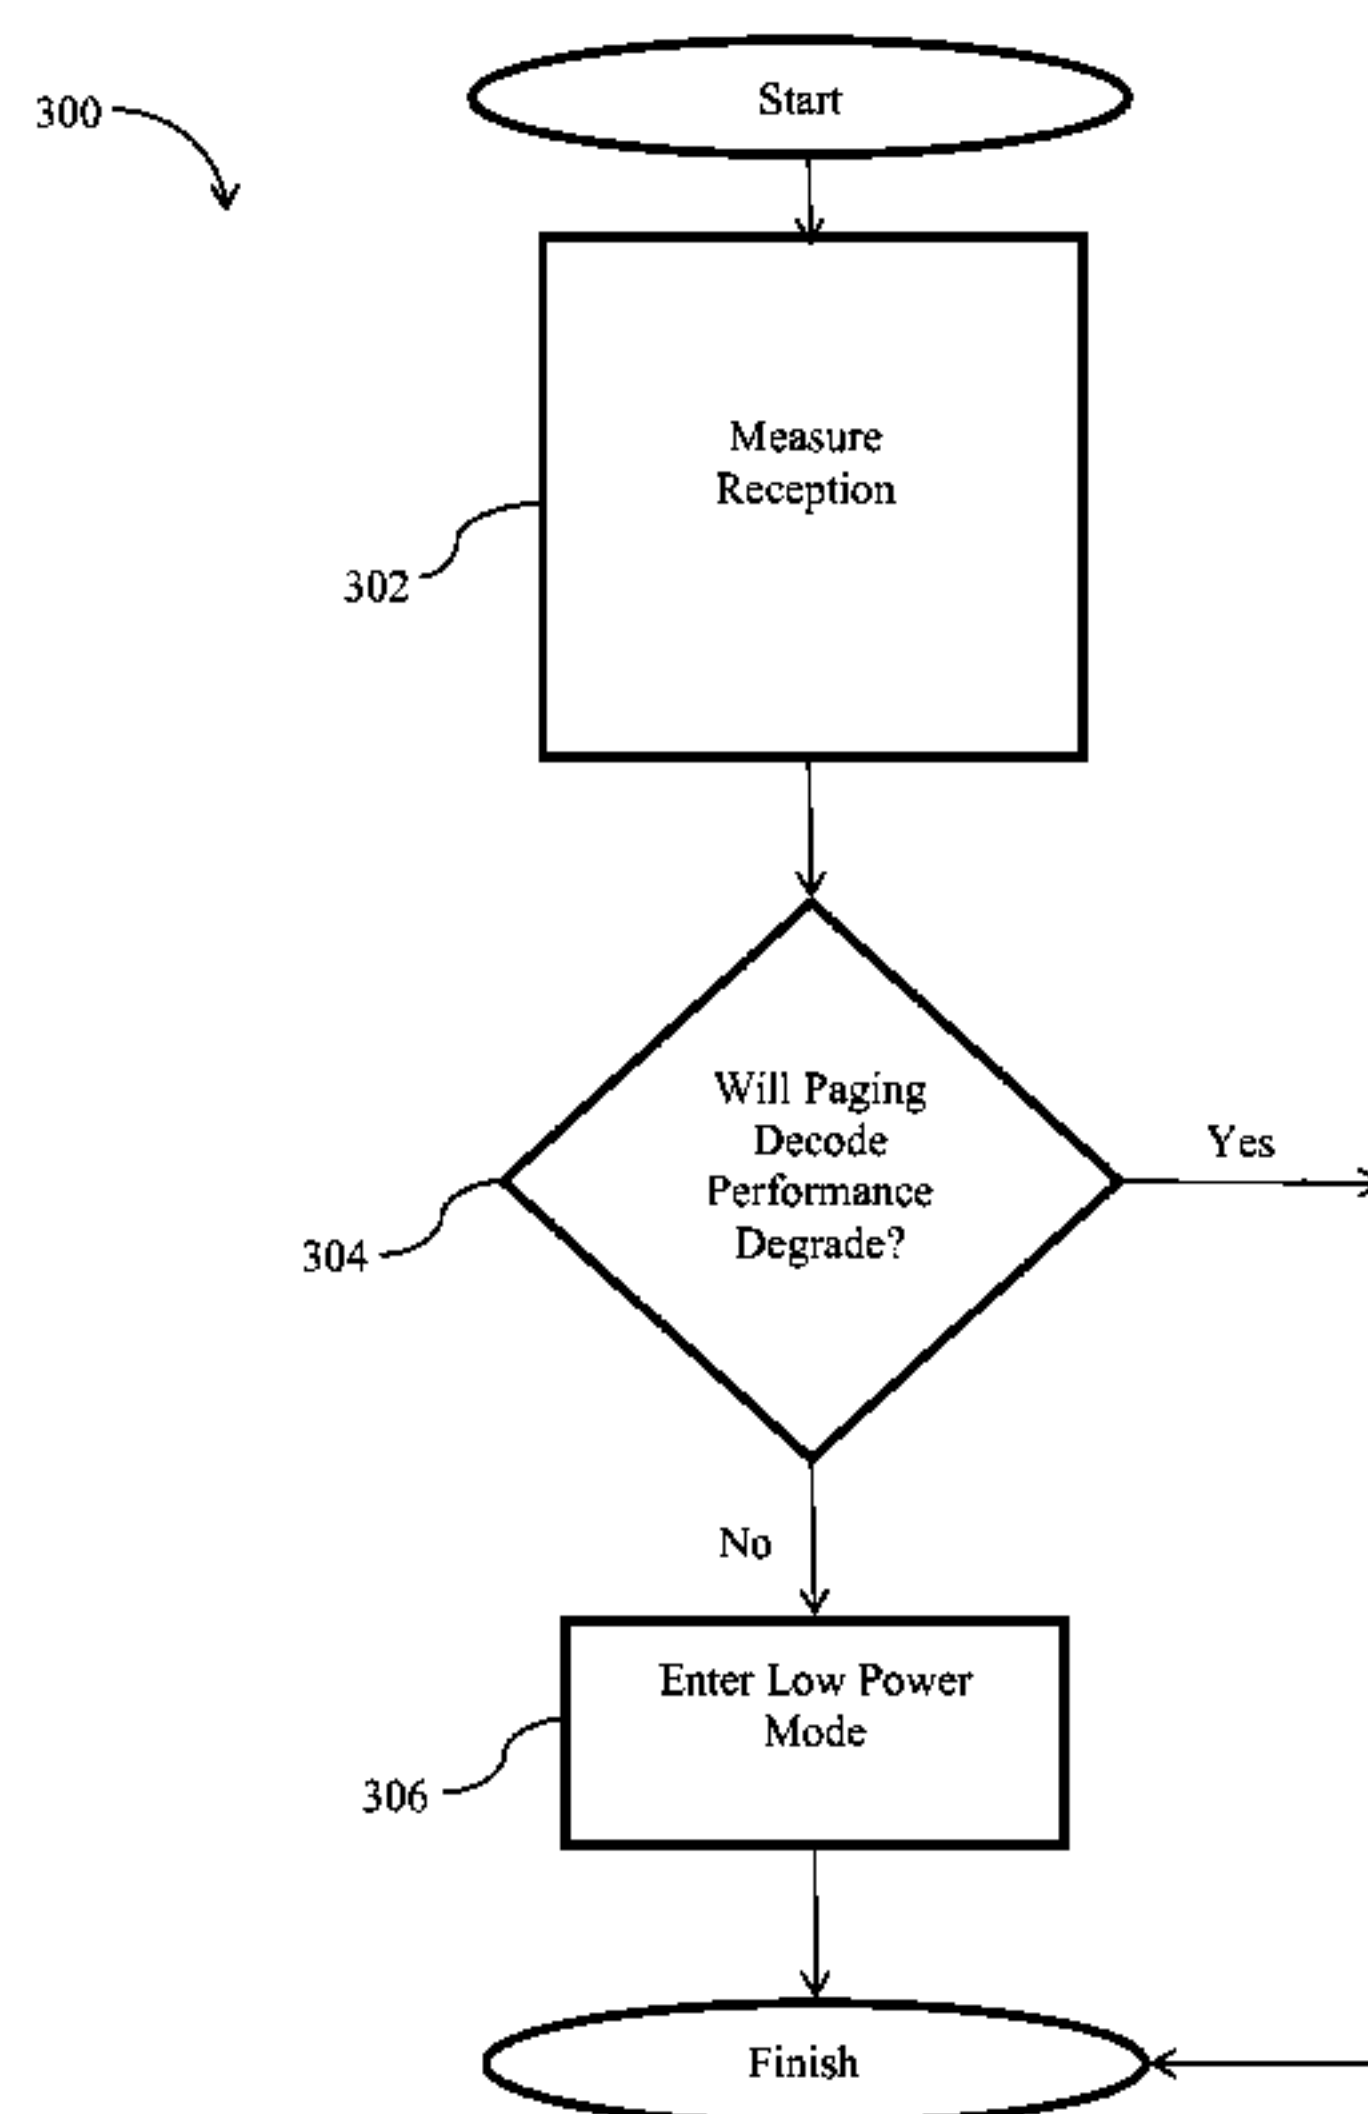 300
Start
Measure
Reception
302
Will Paging
Decode
Performance
Degrade?
Yes
304
No
Enter Low Power
Mode
306
Finish